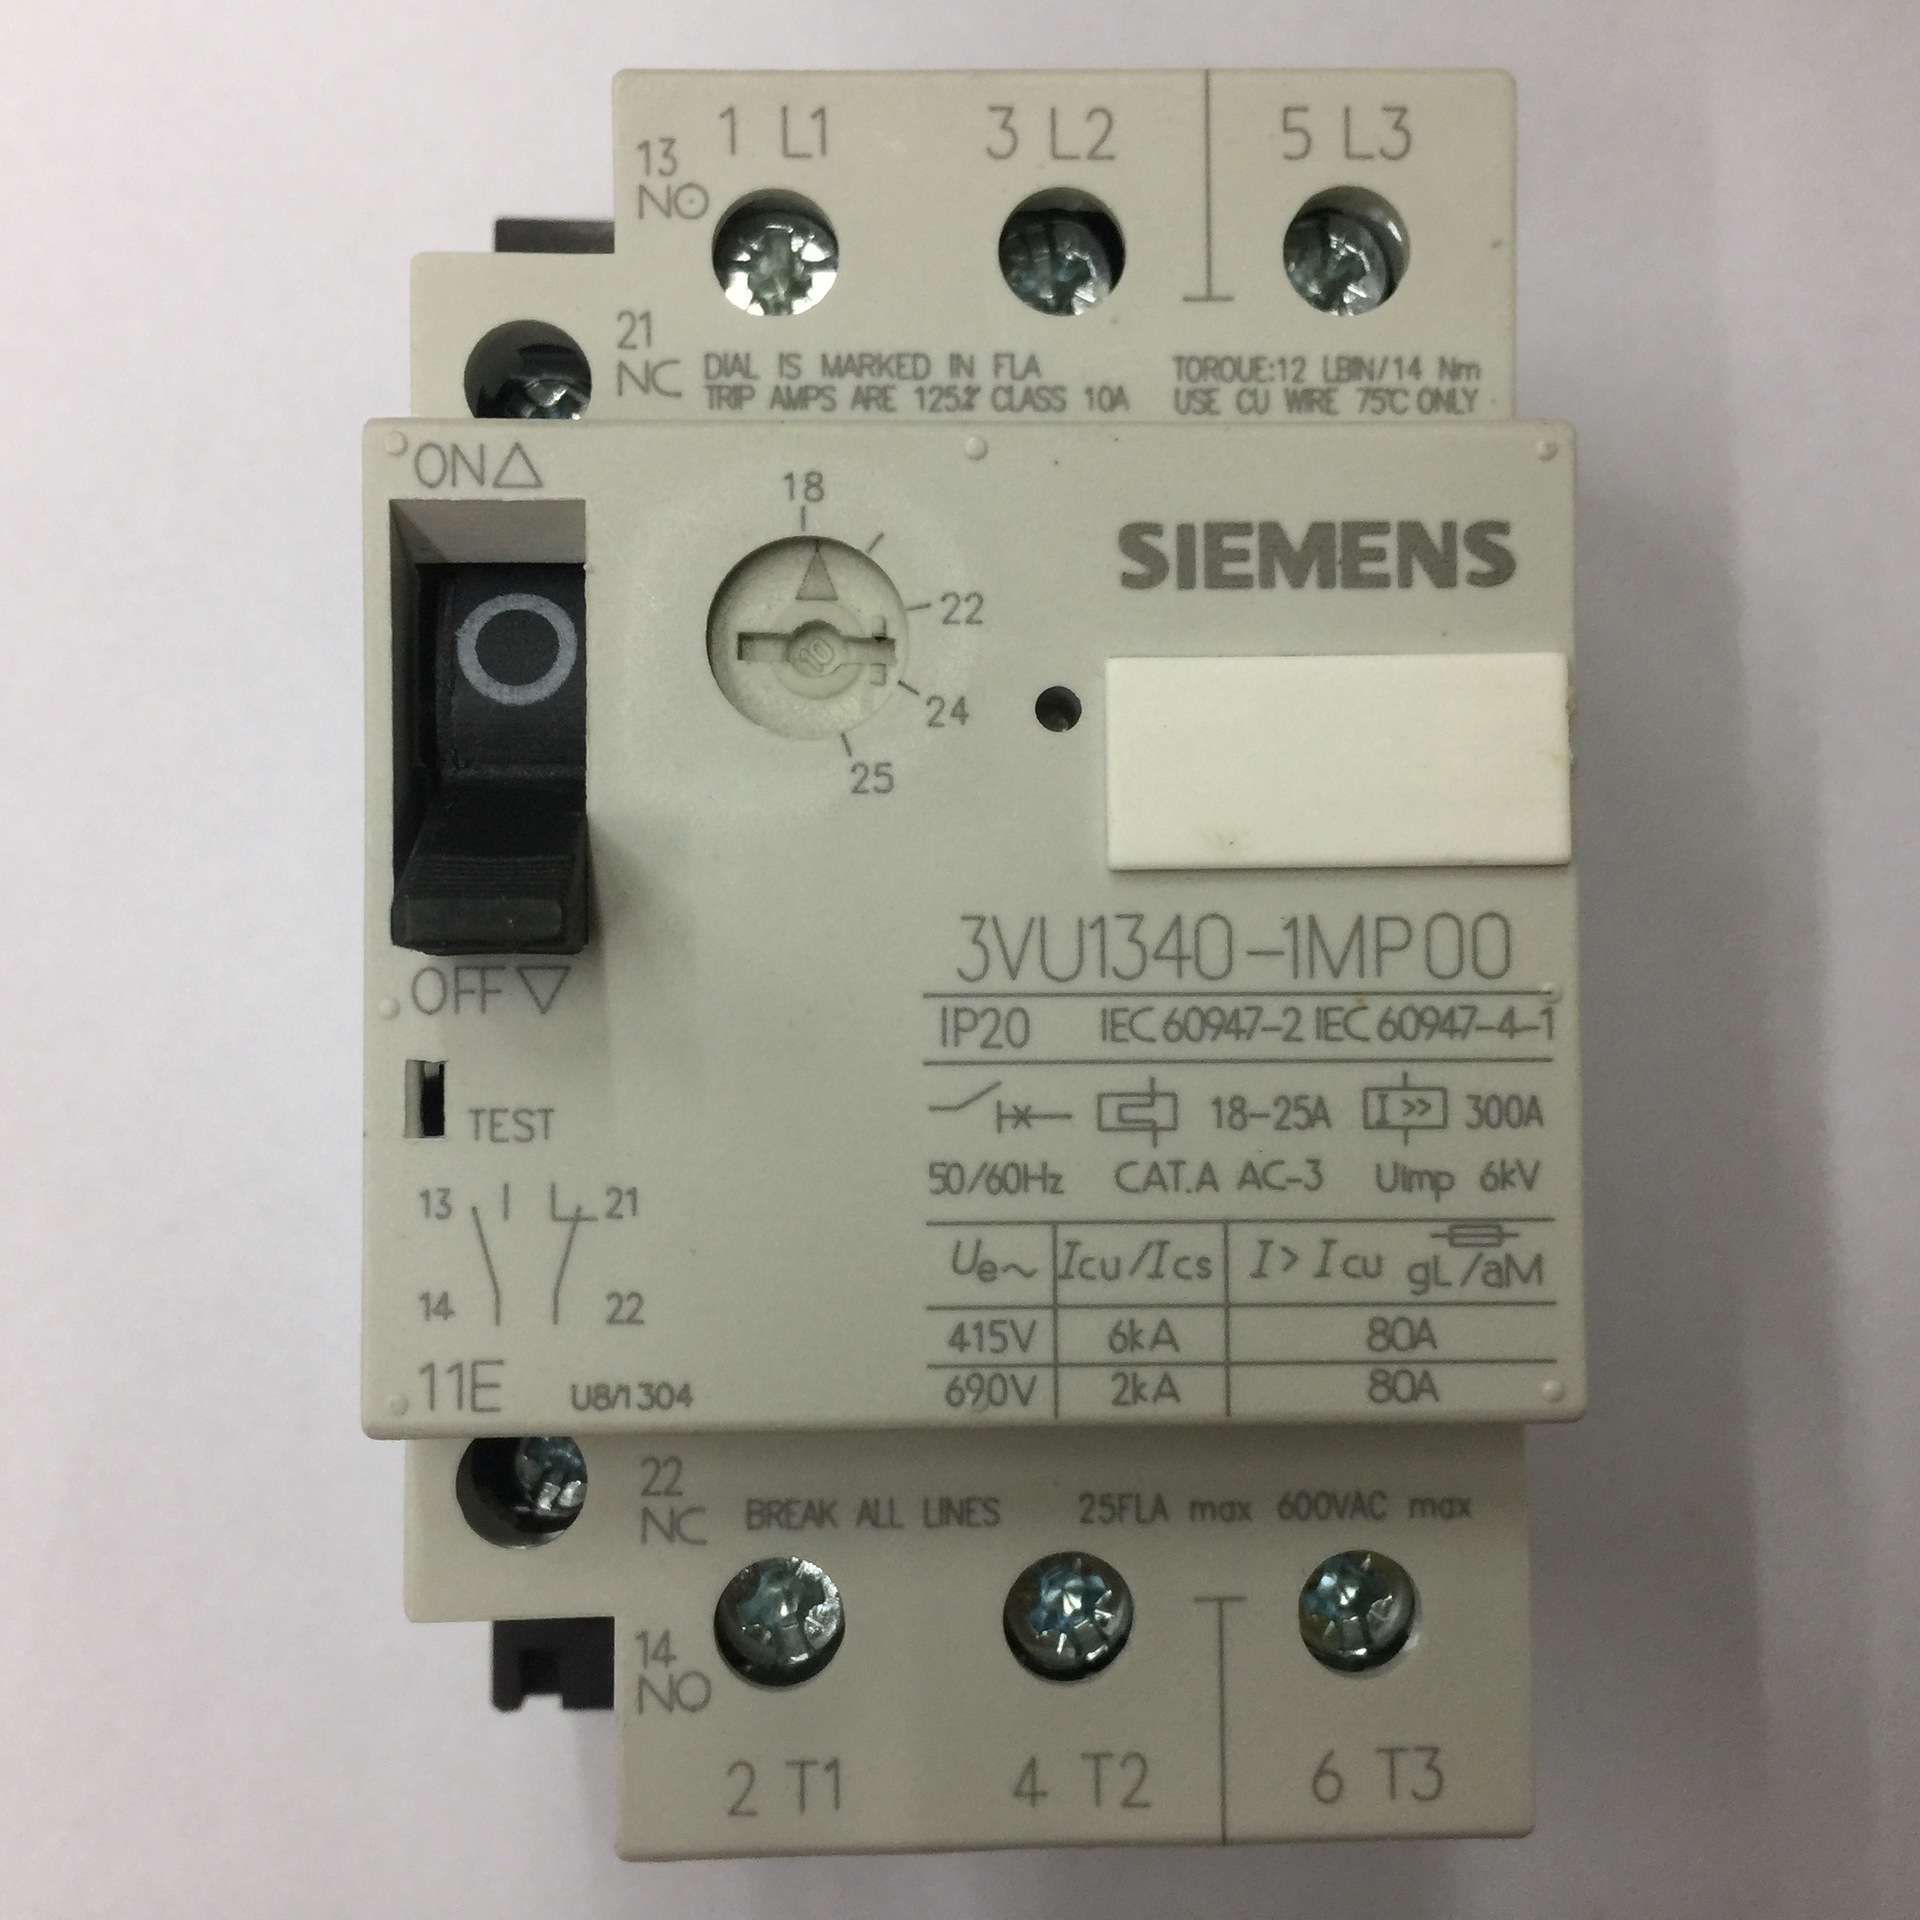 1 L1 3 L2 5 L3
13
NO
21
NC
DIAL IS MARKED IN FLA
TRIP AMPS ARE 125% CLASS 10A
TORQUE:12 LBIN/14 Nm
USE CU WIRE 75°C ONLY
ON△
18
22
24
25
10
SIEMENS
O
OFF▽
3VU1340-1MP00
IP20 IEC 60947-2 IEC 60947-4-1
18-25A I>> 300A
50/60Hz CAT.A AC-3 Uimp 6kV
Ue~ Icu/Ics I> Icu gL/aM
415V 6kA 80A
690V 2kA 80A
TEST
13 I 21
14 22
11E U8/1304
22
NC
BREAK ALL LINES 25FLA max 600VAC max
14
NO
2 T1 4 T2 6 T3